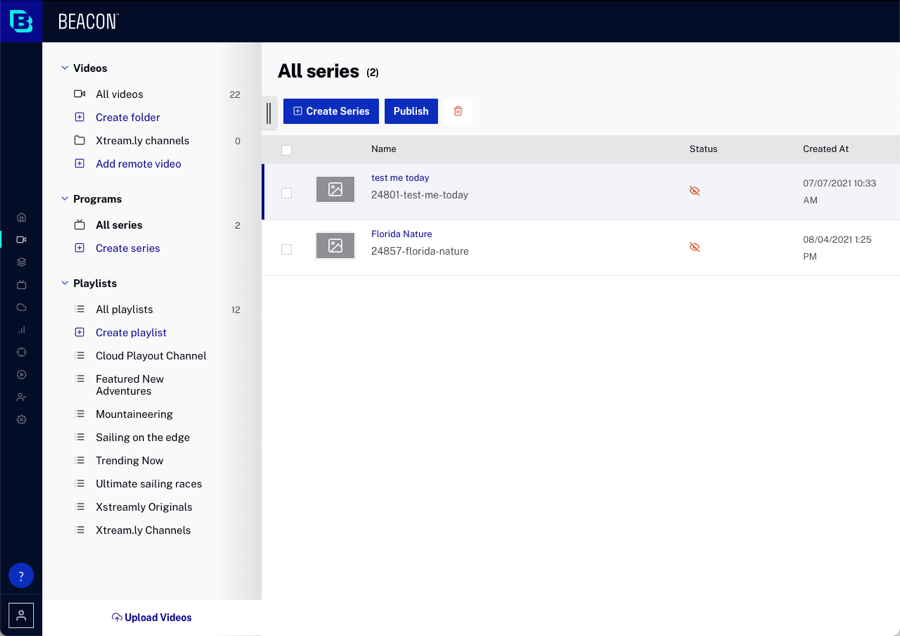 BEACON
Videos
All videos 22
Create folder
Xtream.ly channels 0
Add remote video
Programs
All series 2
Create series
Playlists
All playlists 12
Create playlist
Cloud Playout Channel
Featured New
Adventures
Mountaineering
Sailing on the edge
Trending Now
Ultimate sailing races
Xstreamly Originals
Xtream.ly Channels
Upload Videos
?
All series (2)
Create Series Publish
Name Status Created At
test me today
24801-test-me-today
07/07/2021 10:33
AM
Florida Nature
24857-florida-nature
08/04/2021 1:25
PM